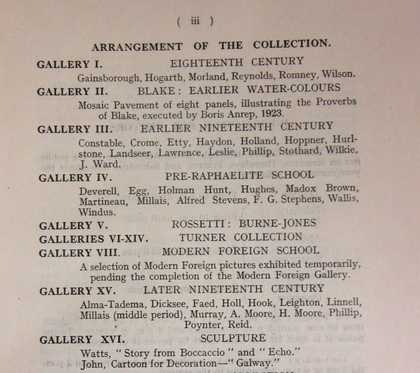 ( iii )
ARRANGEMENT OF THE COLLECTION.
GALLERY I. EIGHTEENTH CENTURY
Gainsborough, Hogarth, Morland, Reynolds, Romney, Wilson.
GALLERY II. BLAKE : EARLIER WATER-COLOURS
Mosaic Pavement of eight panels, illustrating the Proverbs
of Blake, executed by Boris Anrep, 1923.
GALLERY III. EARLIER NINETEENTH CENTURY
Constable, Crome, Etty, Haydon, Holland, Hoppner, Hurl-
stone, Landseer, Lawrence, Leslie, Phillip, Stothard, Wilkie,
J. Ward.
GALLERY IV. PRE-RAPHAELITE SCHOOL
Deverell, Egg, Holman Hunt, Hughes, Madox Brown,
Martineau, Millais, Alfred Stevens, F. G. Stephens, Wallis,
Windus.
GALLERY V. ROSSETTI : BURNE-JONES
GALLERIES VI-XIV. TURNER COLLECTION
GALLERY VIII. MODERN FOREIGN SCHOOL
A selection of Modern Foreign pictures exhibited temporarily,
pending the completion of the Modern Foreign Gallery.
GALLERY XV. LATER NINETEENTH CENTURY
Alma-Tadema, Dicksee, Faed, Holl, Hook, Leighton, Linnell,
Millais (middle period), Murray, A. Moore, H. Moore, Phillip,
Poynter, Reid.
GALLERY XVI. SCULPTURE
Watts, "Story from Boccaccio" and "Echo."
John, Cartoon for Decoration—"Galway."